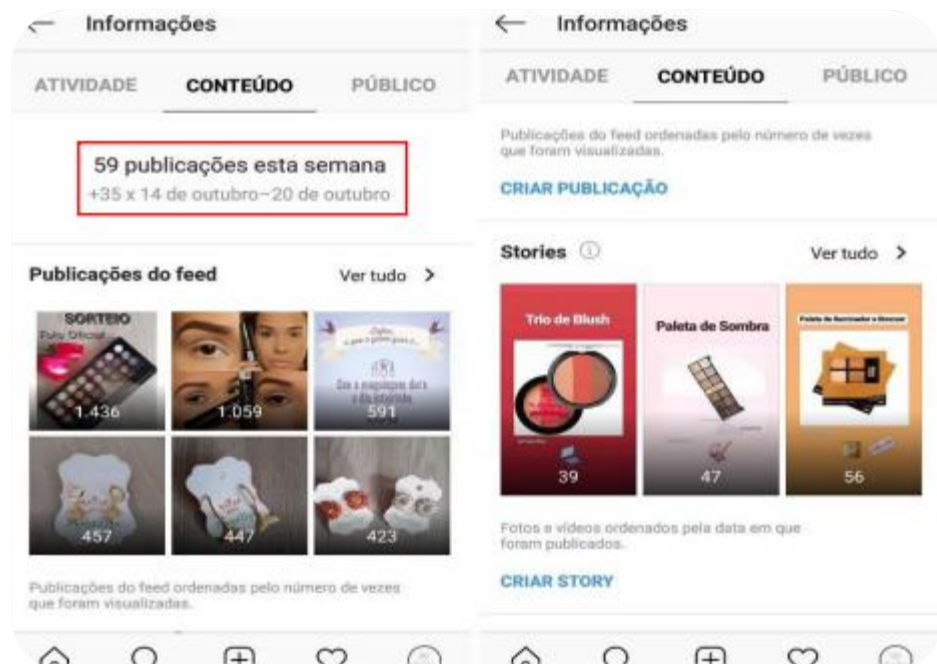 Informações
ATIVIDADE CONTEÚDO PÚBLICO
59 publicações esta semana
+35 x 14 de outubro–20 de outubro
Publicações do feed Ver tudo
SORTEIO
1.436
1.059
591
457
447
423
Publicações do feed ordenadas pelo número de vezes
que foram visualizadas.
Informações
ATIVIDADE CONTEÚDO PÚBLICO
Publicações do feed ordenadas pelo número de vezes
que foram visualizadas.
CRIAR PUBLICAÇÃO
Stories Ver tudo
Trio de Blush
39
Paleta de Sombra
47
Paleta de Iluminador e Bronzer
56
Fotos e vídeos ordenados pela data em que
foram publicados.
CRIAR STORY